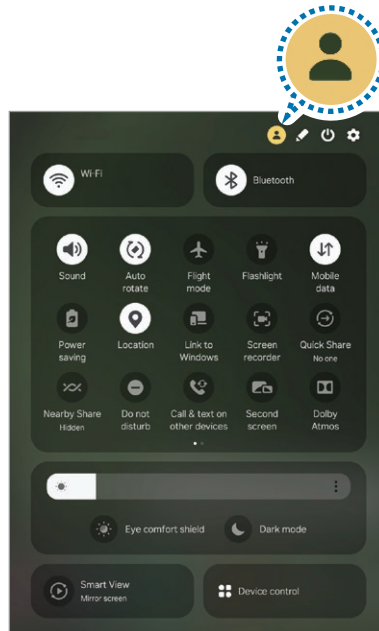 Wi-Fi
Bluetooth
Sound
Auto
rotate
Flight
mode
Flashlight
Mobile
data
Power
saving
Location
Link to
Windows
Screen
recorder
Quick Share
No one
Nearby Share
Hidden
Do not
disturb
Call & text on
other devices
Second
screen
Dolby
Atmos
Eye comfort shield
Dark mode
Smart View
Mirror screen
Device control